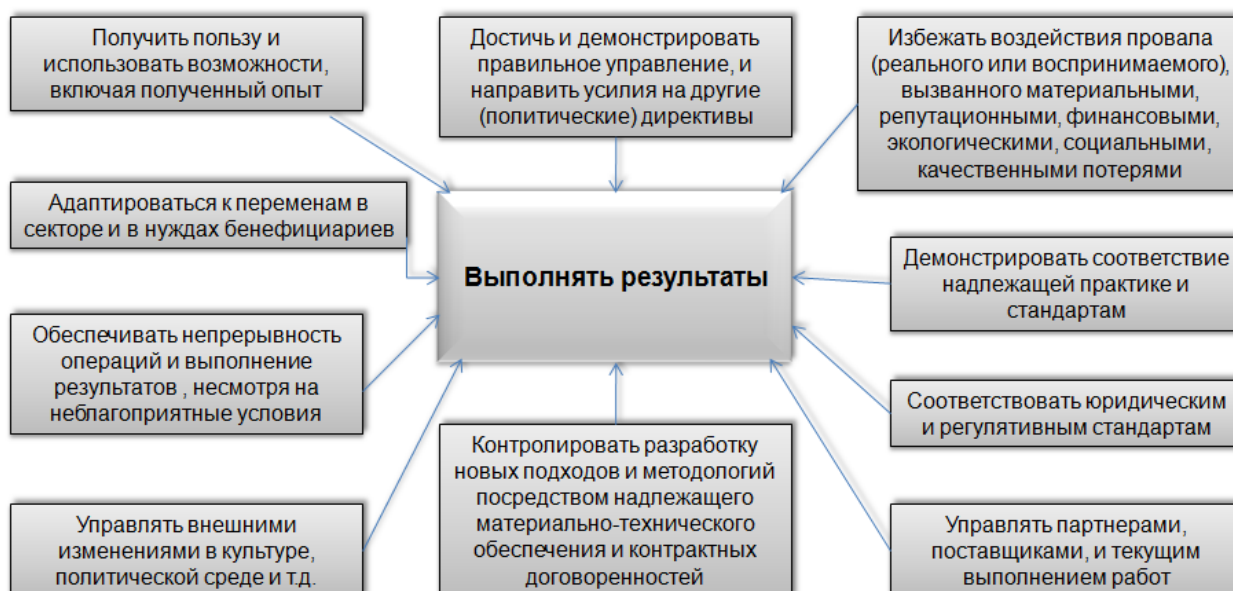 Получить пользу и
использовать возможности,
включая полученный опыт
Достичь и демонстрировать
правильное управление, и
направить усилия на другие
(политические) директивы
Избежать воздействия провала
(реального или воспринимаемого),
вызванного материальными,
репутационными, финансовыми,
экологическими, социальными,
качественными потерями
Адаптироваться к переменам в
секторе и в нуждах бенефициариев
Выполнять результаты
Демонстрировать соответствие
надлежащей практике и
стандартам
Обеспечивать непрерывность
операций и выполнение
результатов , несмотря на
неблагоприятные условия
Соответствовать юридическим
и регулятивным стандартам
Управлять внешними
изменениями в культуре,
политической среде и т.д.
Контролировать разработку
новых подходов и методологий
посредством надлежащего
материально-технического
обеспечения и контрактных
договоренностей
Управлять партнерами,
поставщиками, и текущим
выполнением работ